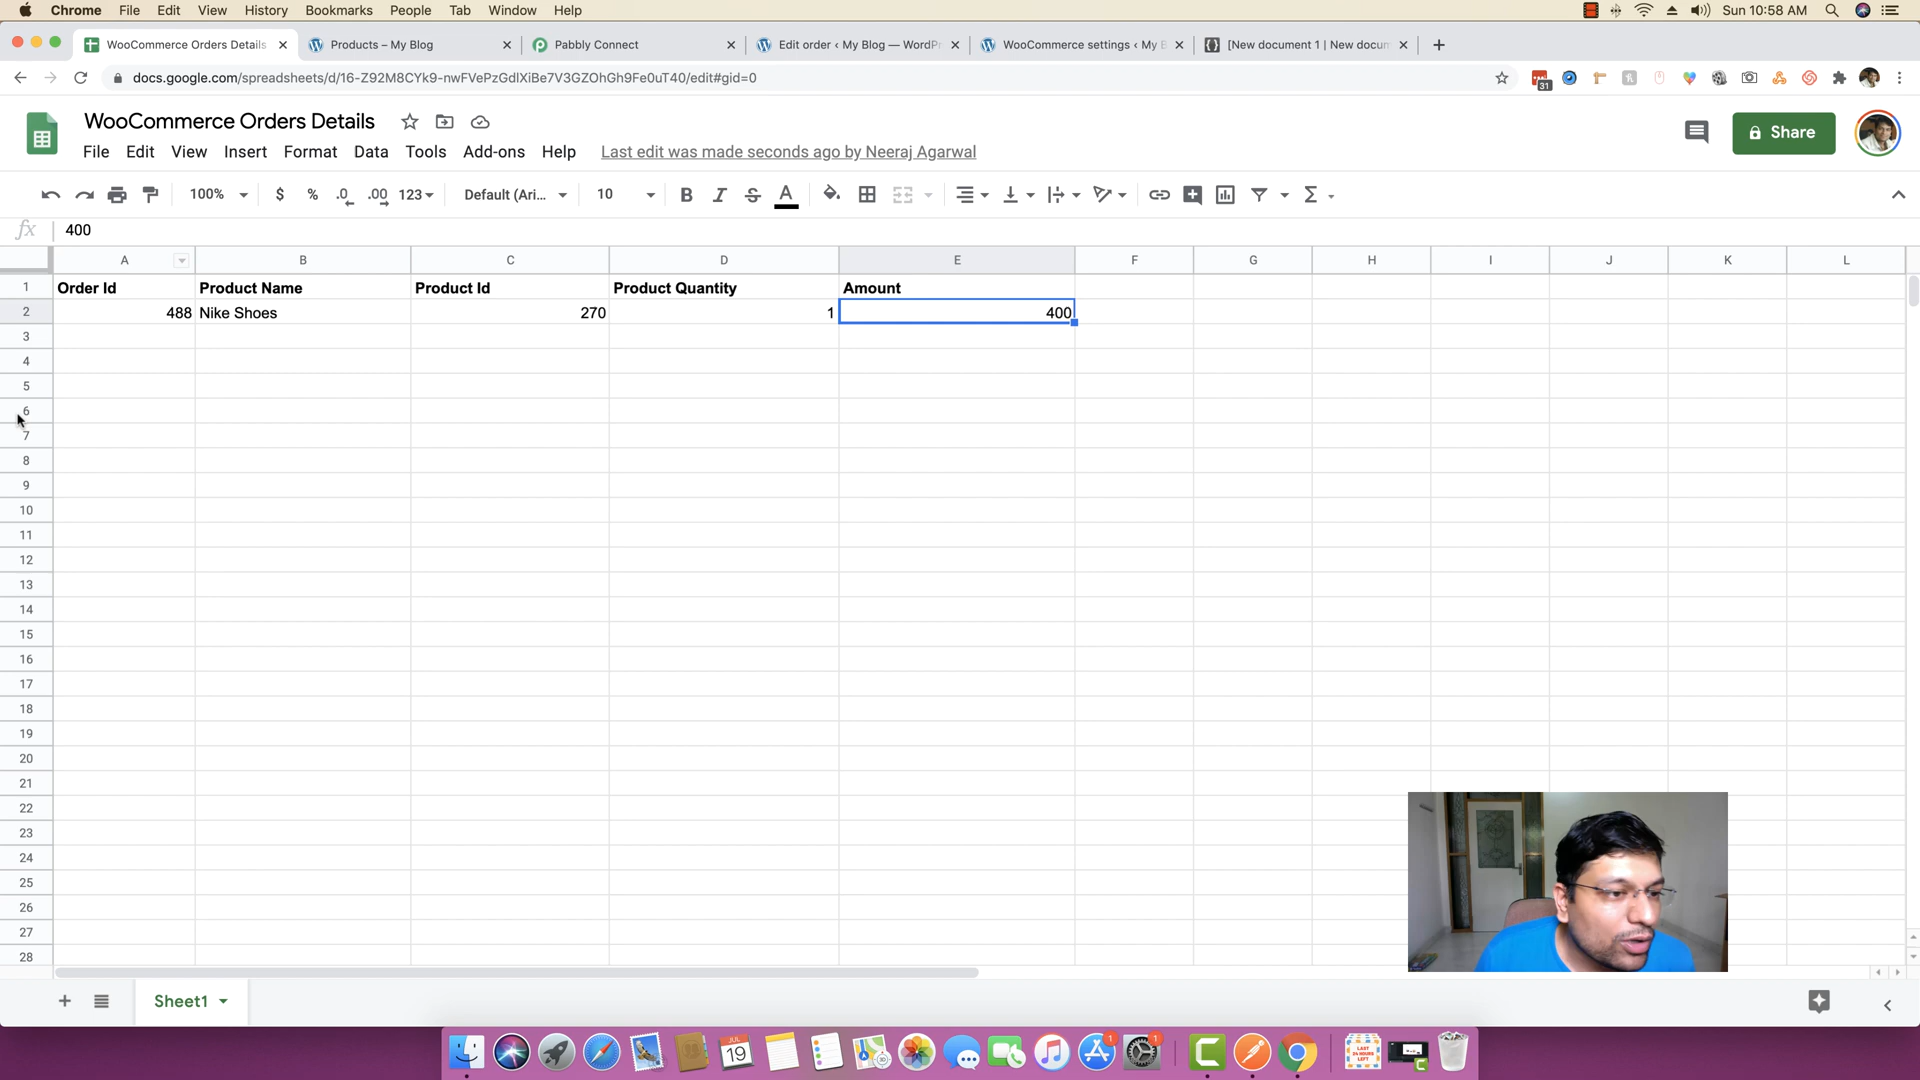 Chrome File Edit View History Bookmarks People Tab Window Help Sun 10:58 AM
WooCommerce Orders Details Products – My Blog Pabbly Connect Edit order ‹ My Blog — WordPr WooCommerce settings ‹ My B [New document 1 | New docum
docs.google.com/spreadsheets/d/16-Z92M8CYk9-nwFVePzGdlXiBe7V3GZOhGh9Fe0uT40/edit#gid=0 31
WooCommerce Orders Details
File Edit View Insert Format Data Tools Add-ons Help Last edit was made seconds ago by Neeraj Agarwal
Share
100% $ % .0 .00 123 Default (Ari... 10 B I S A Σ
fx 400
A B C D E F G H I J K L
1 Order Id Product Name Product Id Product Quantity Amount
2 488 Nike Shoes 270 1 400
3
4
5
6
7
8
9
10
11
12
13
14
15
16
17
18
19
20
21
22
23
24
25
26
27
28
+ Sheet1
JUL
19
1
1